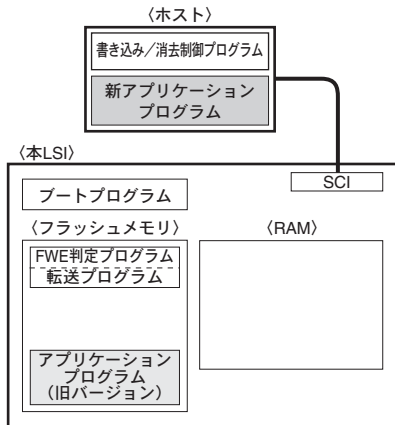 〈ホスト〉
書き込み/消去制御プログラム
新アプリケーション
プログラム
〈本LSI〉
SCI
ブートプログラム
〈フラッシュメモリ〉
〈RAM〉
FWE判定プログラム
転送プログラム
アプリケーション
プログラム
(旧バージョン)